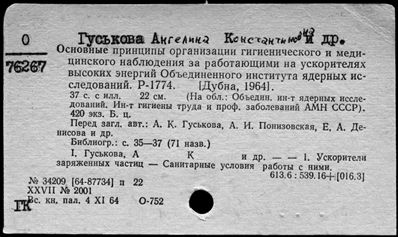 О Гуськова Ангелина Константиновна и др.
Основные принципы организации гигиенического и меди-
76267 цинского наблюдения за работающими на ускорителях
высоких энергий Объединенного института ядерных ис-
следований. Р-1774. [Дубна, 1964].
37 с. с илл. 22 см. (На обл.: Объедин. ин-т ядерных иссле-
дований. Ин-т гигиены труда и проф. заболеваний АМН СССР).
420 экз. Б. ц.
Перед загл. авт.: А. К. Гуськова, А. И. Понизовская, Е. А. Де-
нисова и др.
Библиогр.: с. 35—37 (71 назв.)
I. Гуськова, А К и др. — — 1. Ускорители
заряженных частиц — Санитарные условия работы с ними.
613.6 : 539.16+[016.3]
№ 34209 [64-87734] п 22
XXVII № 2001
ГК Вс. кн. пал. 4 XI 64 О-752